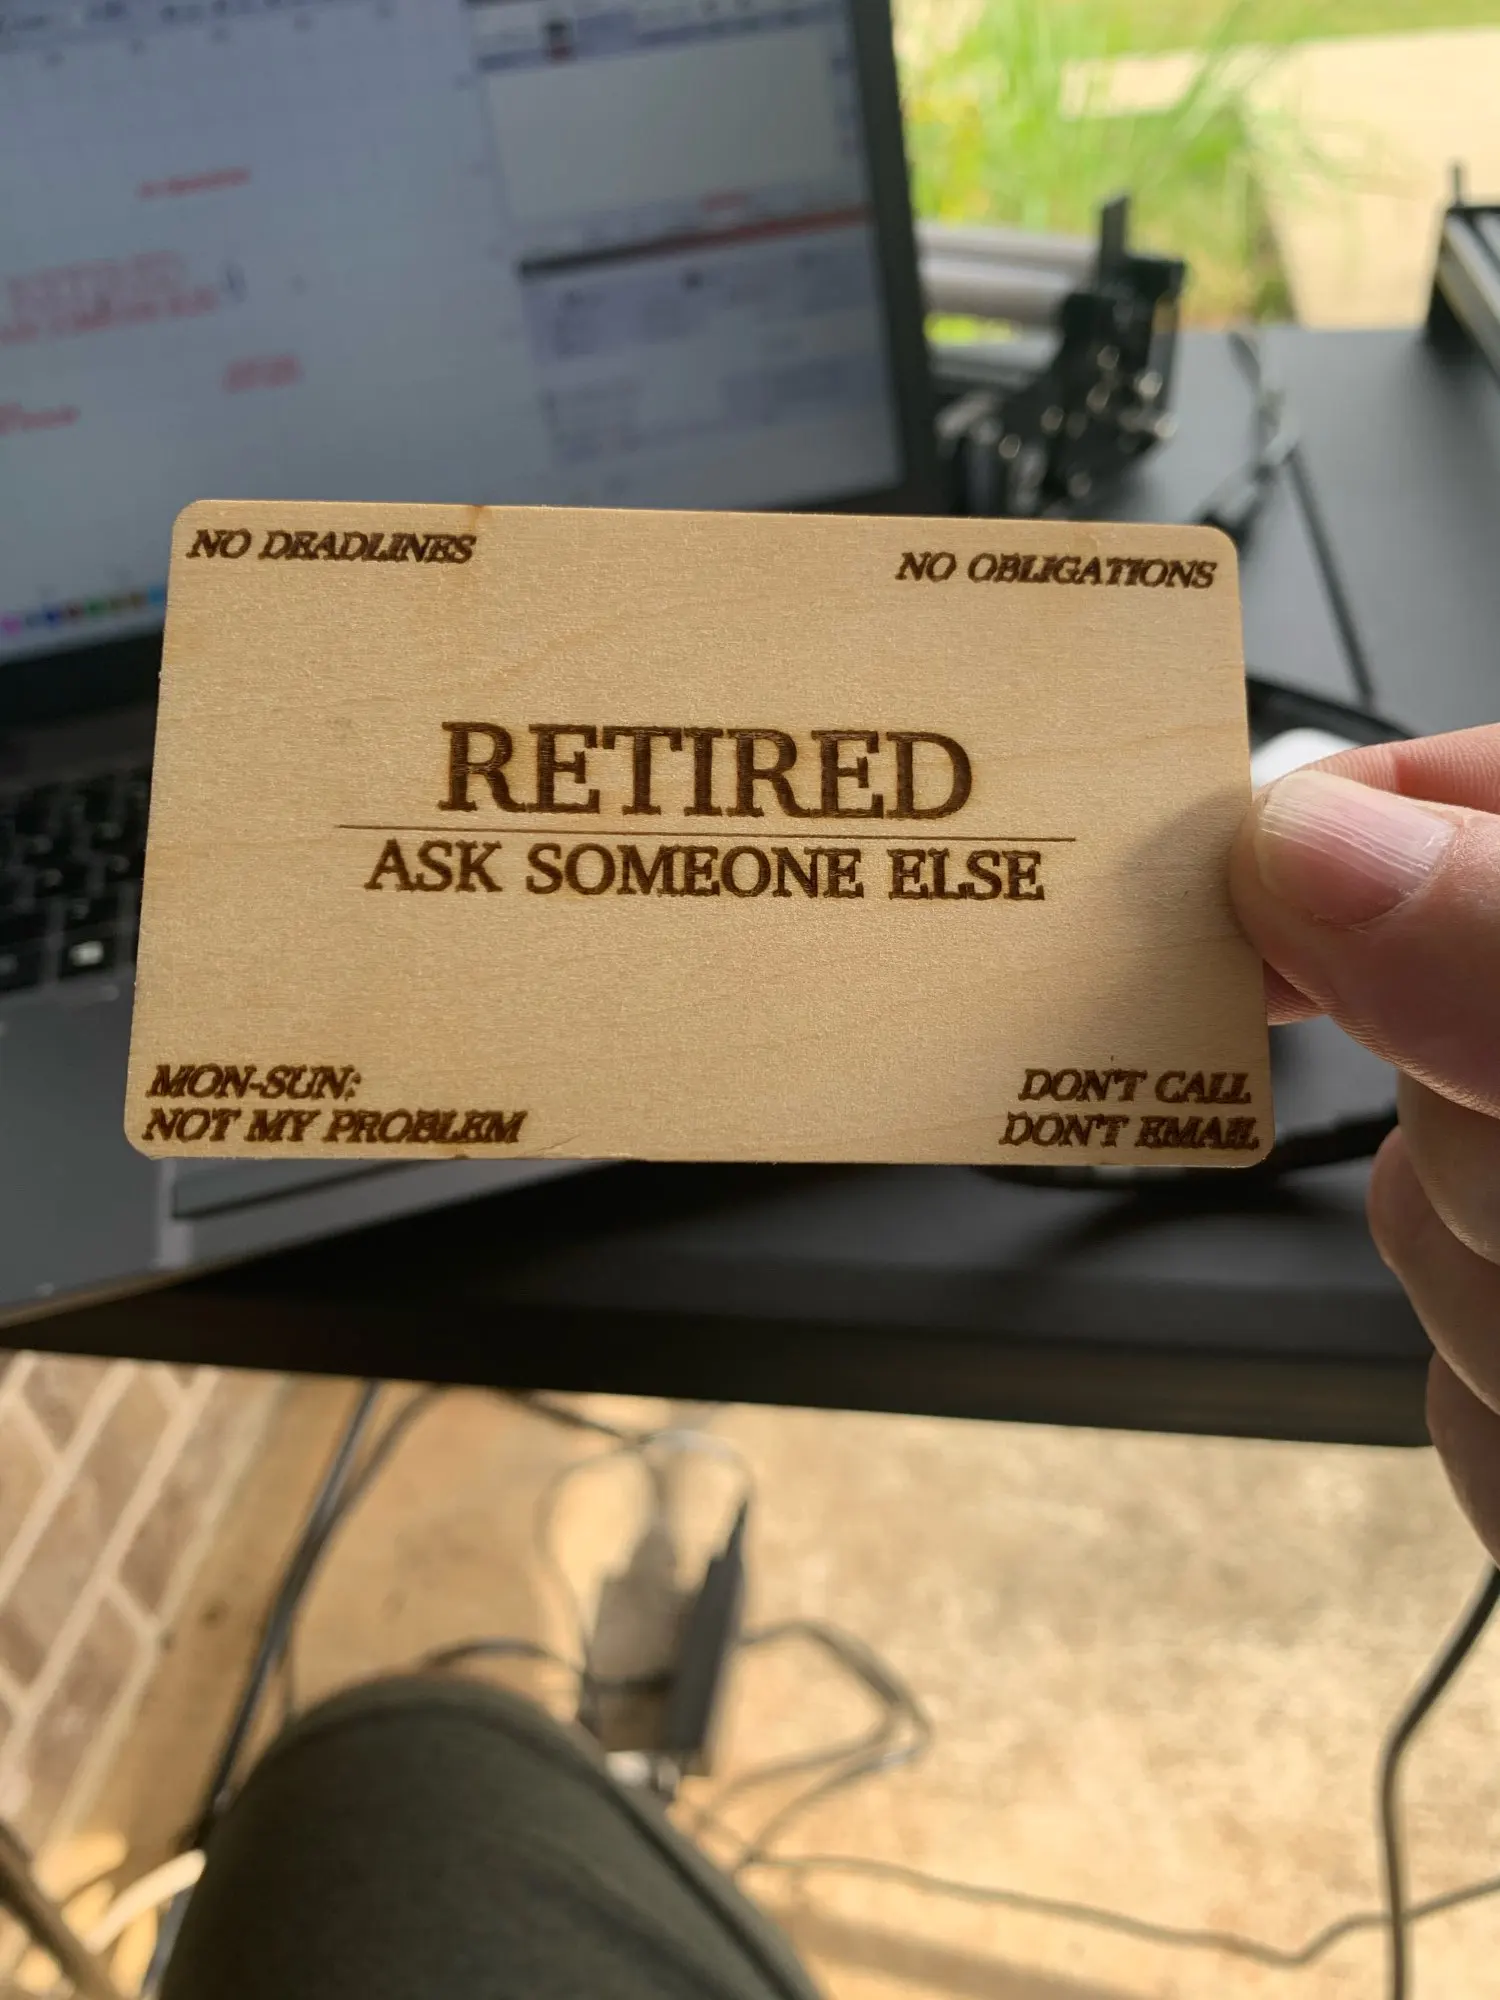 NO DEADLINES
NO OBLIGATIONS
RETIRED
ASK SOMEONE ELSE
MON-SUN:
NOT MY PROBLEM
DON'T CALL
DON'T EMAIL